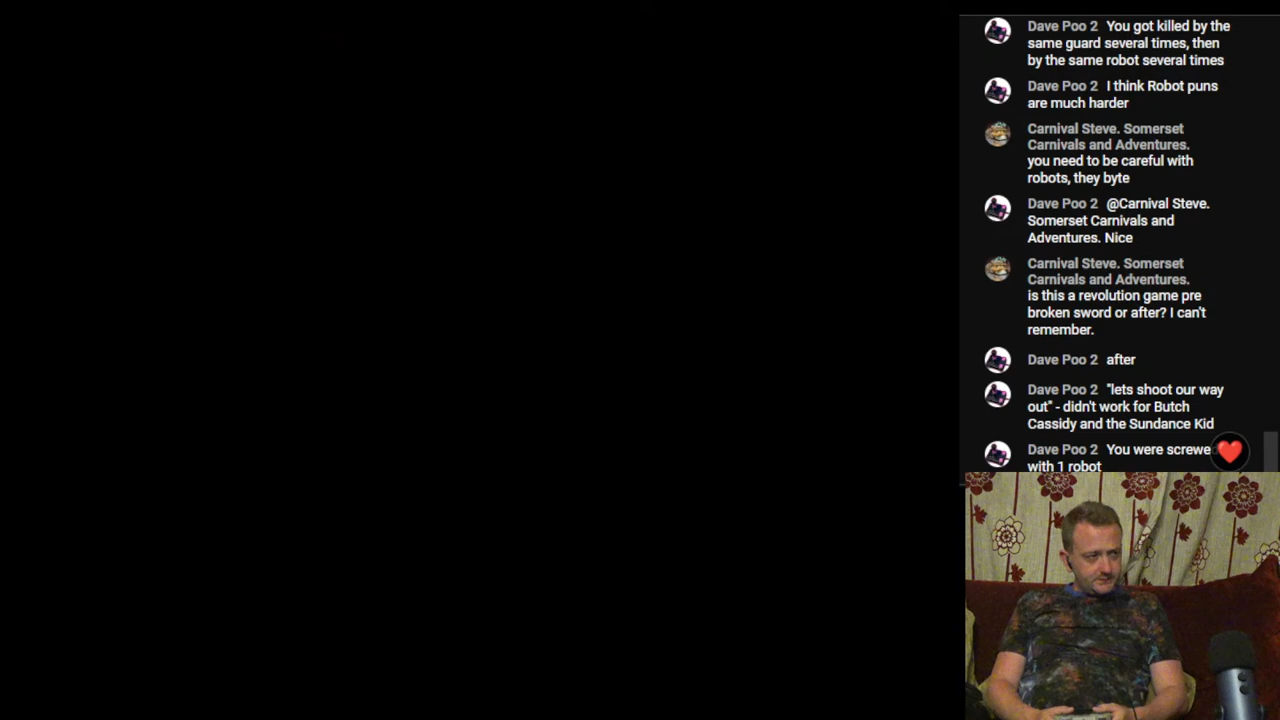 Dave Poo 2 You got killed by the
same guard several times, then
by the same robot several times
Dave Poo 2 I think Robot puns
are much harder
Carnival Steve. Somerset
Carnivals and Adventures.
you need to be careful with
robots, they byte
Dave Poo 2 @Carnival Steve.
Somerset Carnivals and
Adventures. Nice
Carnival Steve. Somerset
Carnivals and Adventures.
is this a revolution game pre
broken sword or after? I can't
remember.
Dave Poo 2 after
Dave Poo 2 "lets shoot our way
out" - didn't work for Butch
Cassidy and the Sundance Kid
Dave Poo 2 You were screwe
with 1 robot